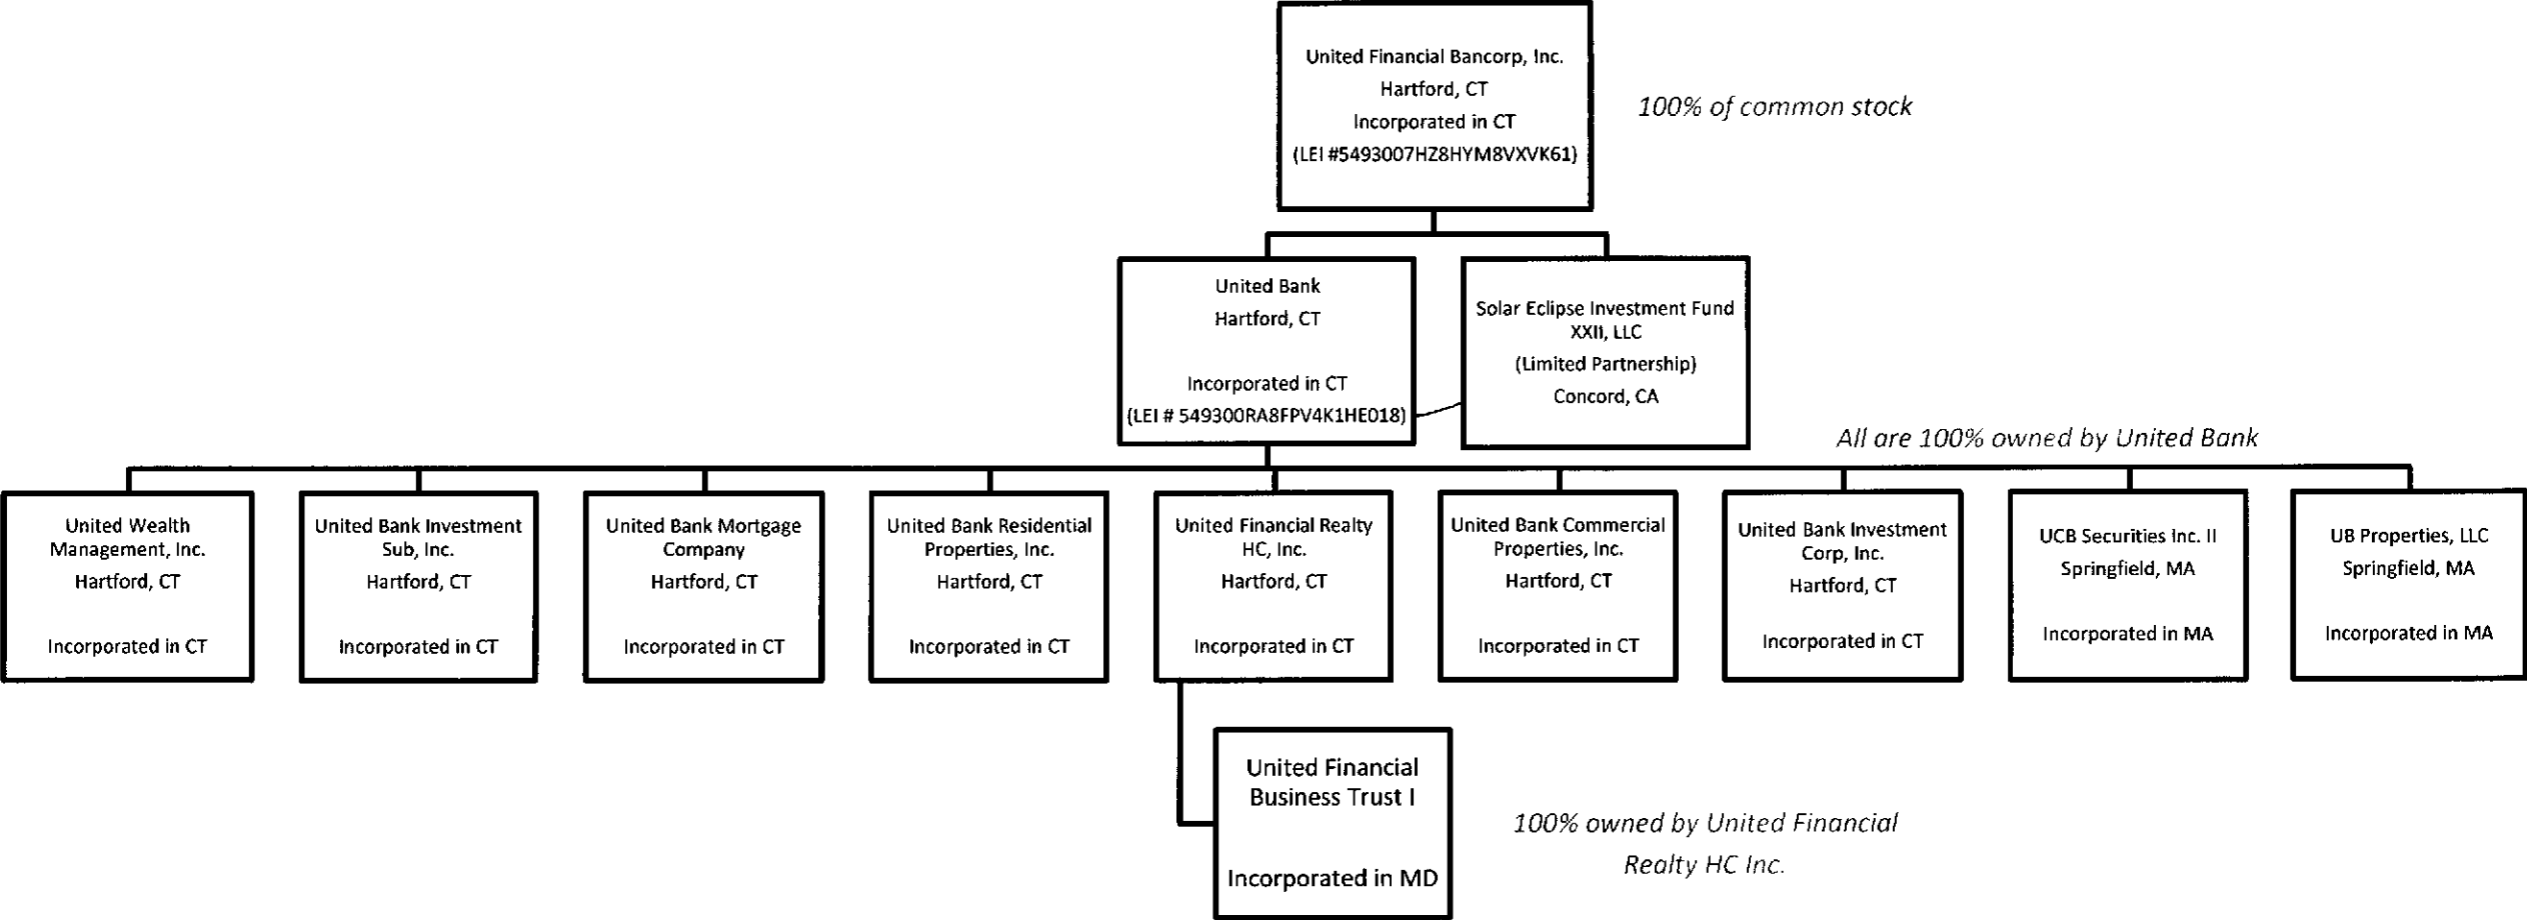 United Financial Bancorp, Inc.
Hartford, CT
Incorporated in CT
(LEI #5493007HZ8HYM8VXVK61)
100% of common stock
United Bank
Hartford, CT
Incorporated in CT
(LEI # 549300RA8FPV4K1HE018)
Solar Eclipse Investment Fund
XXII, LLC
(Limited Partnership)
Concord, CA
All are 100% owned by United Bank
United Wealth
Management, Inc.
Hartford, CT
Incorporated in CT
United Bank Investment
Sub, Inc.
Hartford, CT
Incorporated in CT
United Bank Mortgage
Company
Hartford, CT
Incorporated in CT
United Bank Residential
Properties, Inc.
Hartford, CT
Incorporated in CT
United Financial Realty
HC, Inc.
Hartford, CT
Incorporated in CT
United Bank Commercial
Properties, Inc.
Hartford, CT
Incorporated in CT
United Bank Investment
Corp, Inc.
Hartford, CT
Incorporated in CT
UCB Securities Inc. II
Springfield, MA
Incorporated in MA
UB Properties, LLC
Springfield, MA
Incorporated in MA
United Financial
Business Trust I
Incorporated in MD
100% owned by United Financial
Realty HC Inc.